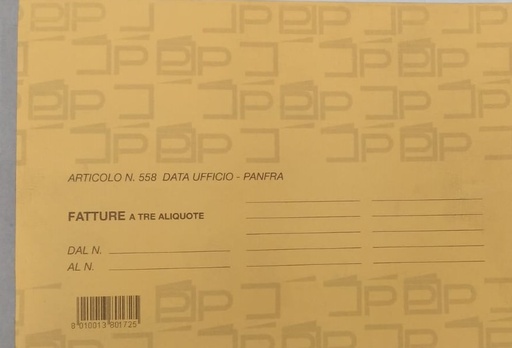 ARTICOLO N. 558 DATA UFFICIO - PANFRA
FATTURE A TRE ALIQUOTE
DAL N.
AL N.
8 010013 801725